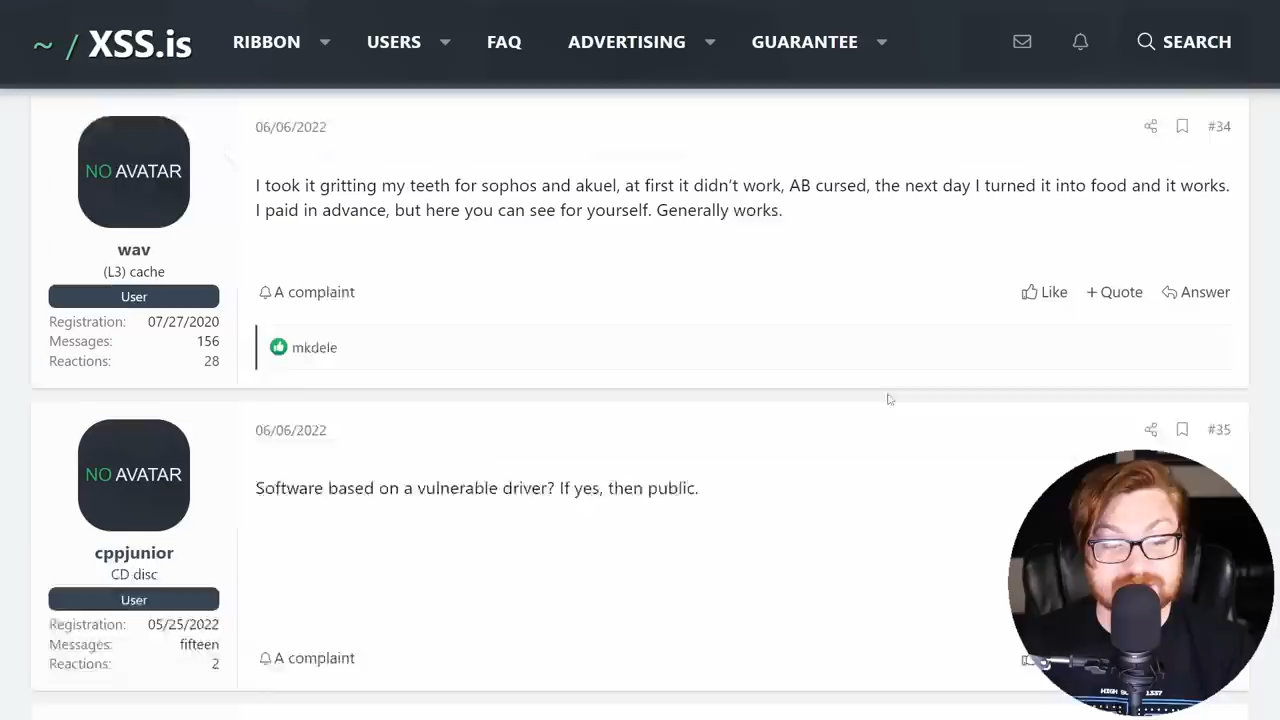 ~ / XSS.is RIBBON USERS FAQ ADVERTISING GUARANTEE SEARCH
NO AVATAR
wav
(L3) cache
User
Registration: 07/27/2020
Messages: 156
Reactions: 28
06/06/2022 #34
I took it gritting my teeth for sophos and akuel, at first it didn't work, AB cursed, the next day I turned it into food and it works.
I paid in advance, but here you can see for yourself. Generally works.
A complaint Like + Quote Answer
mkdele
NO AVATAR
cppjunior
CD disc
User
Registration: 05/25/2022
Messages: fifteen
Reactions: 2
06/06/2022 #35
Software based on a vulnerable driver? If yes, then public.
A complaint
HIGH 1337